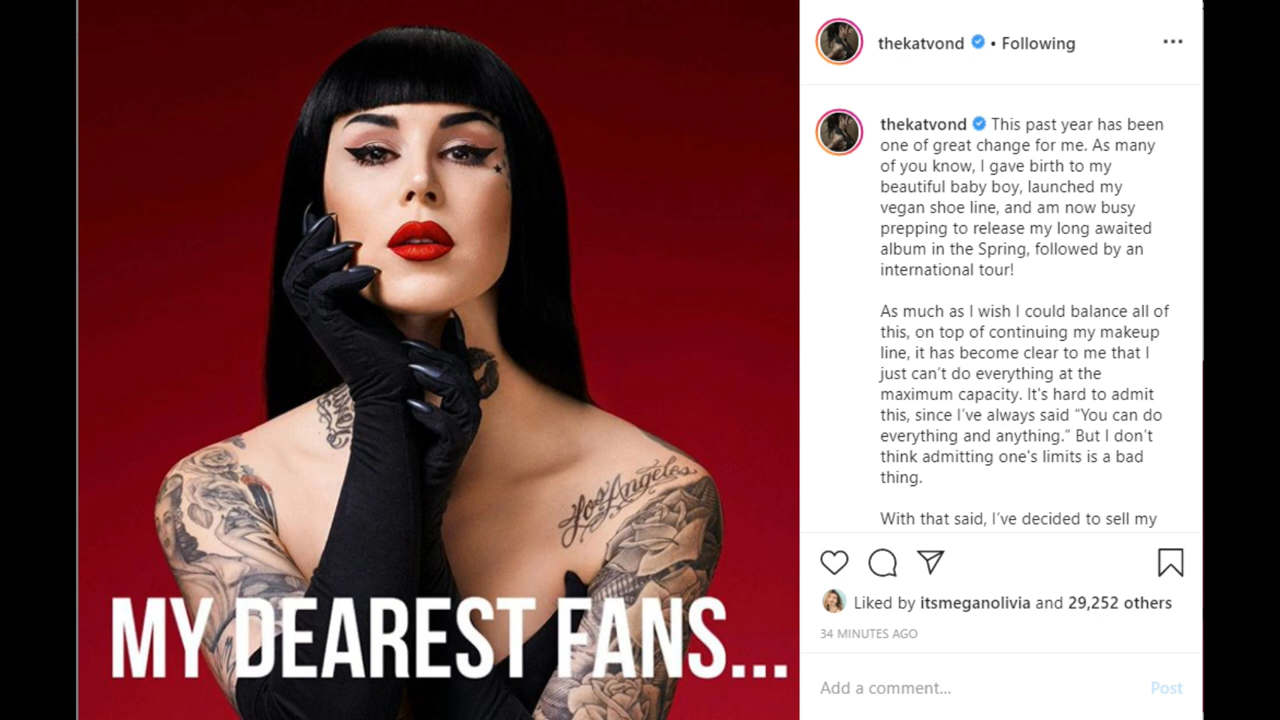 MY DEAREST FANS...
Los Angeles
thekatvond • Following
thekatvond This past year has been
one of great change for me. As many
of you know, I gave birth to my
beautiful baby boy, launched my
vegan shoe line, and am now busy
prepping to release my long awaited
album in the Spring, followed by an
international tour!
As much as I wish I could balance all of
this, on top of continuing my makeup
line, it has become clear to me that I
just can’t do everything at the
maximum capacity. It's hard to admit
this, since I’ve always said “You can do
everything and anything.” But I don’t
think admitting one's limits is a bad
thing.
With that said, I’ve decided to sell my
Liked by itsmeganolivia and 29,252 others
34 MINUTES AGO
Add a comment... Post